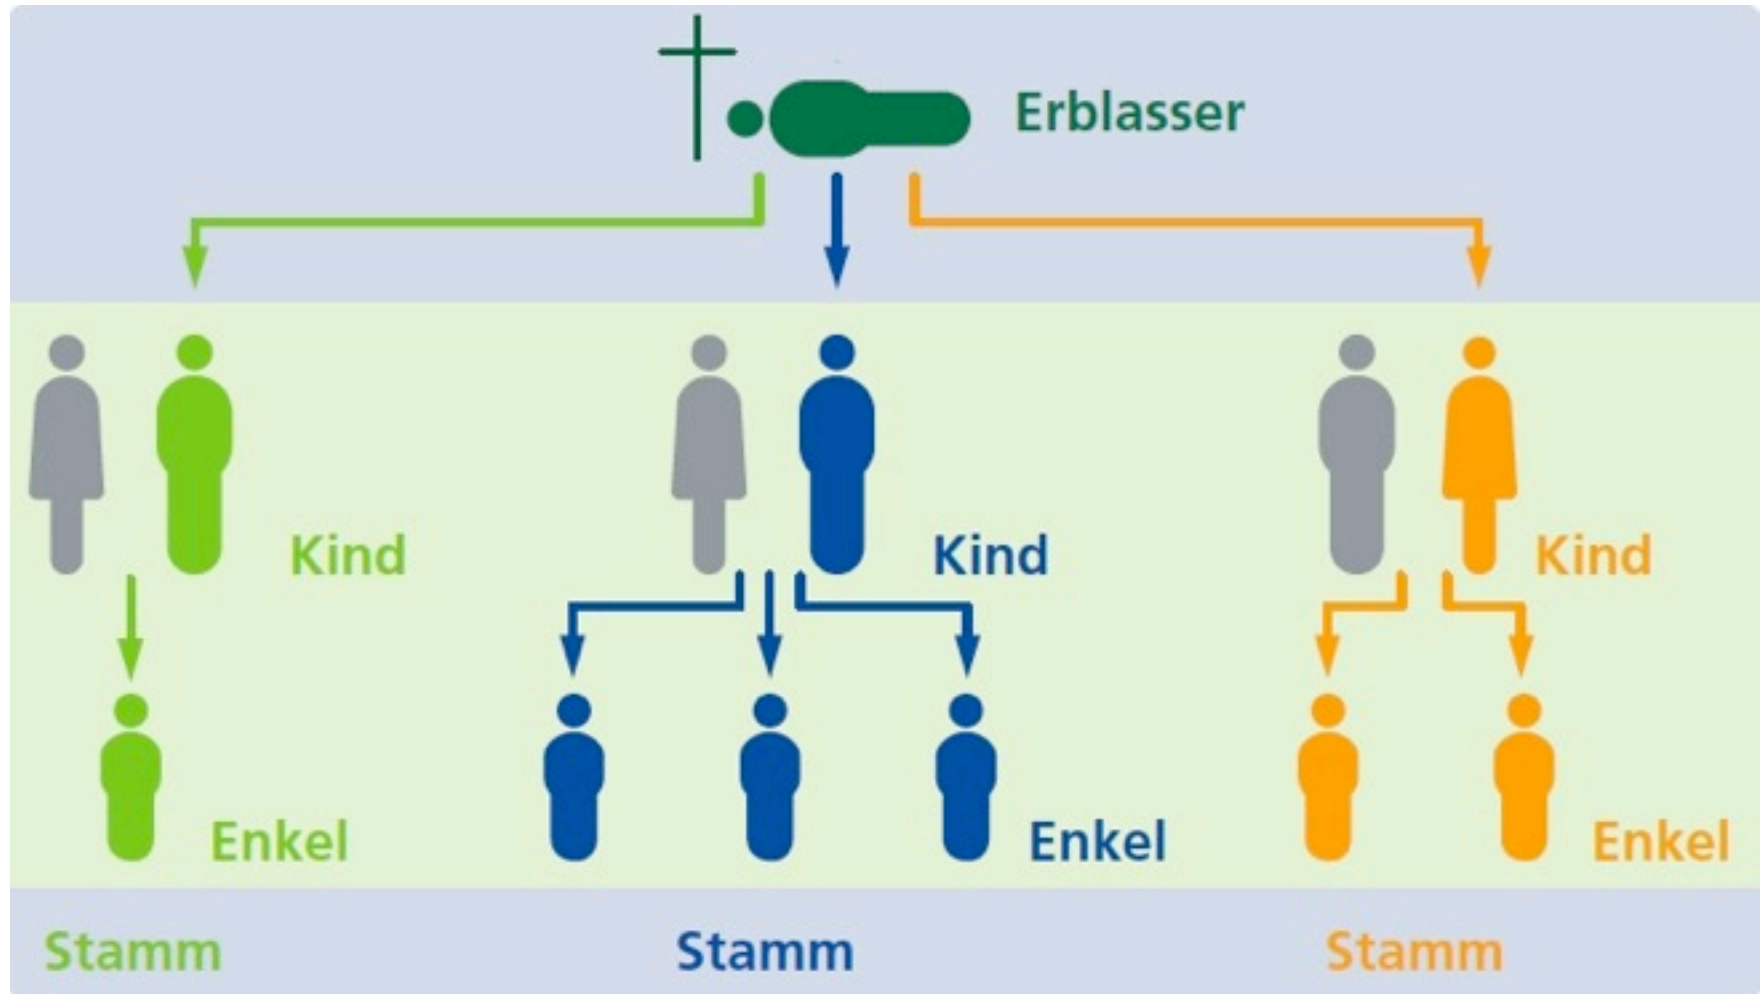 Erblasser
Kind
Kind
Kind
Enkel
Enkel
Enkel
Stamm
Stamm
Stamm